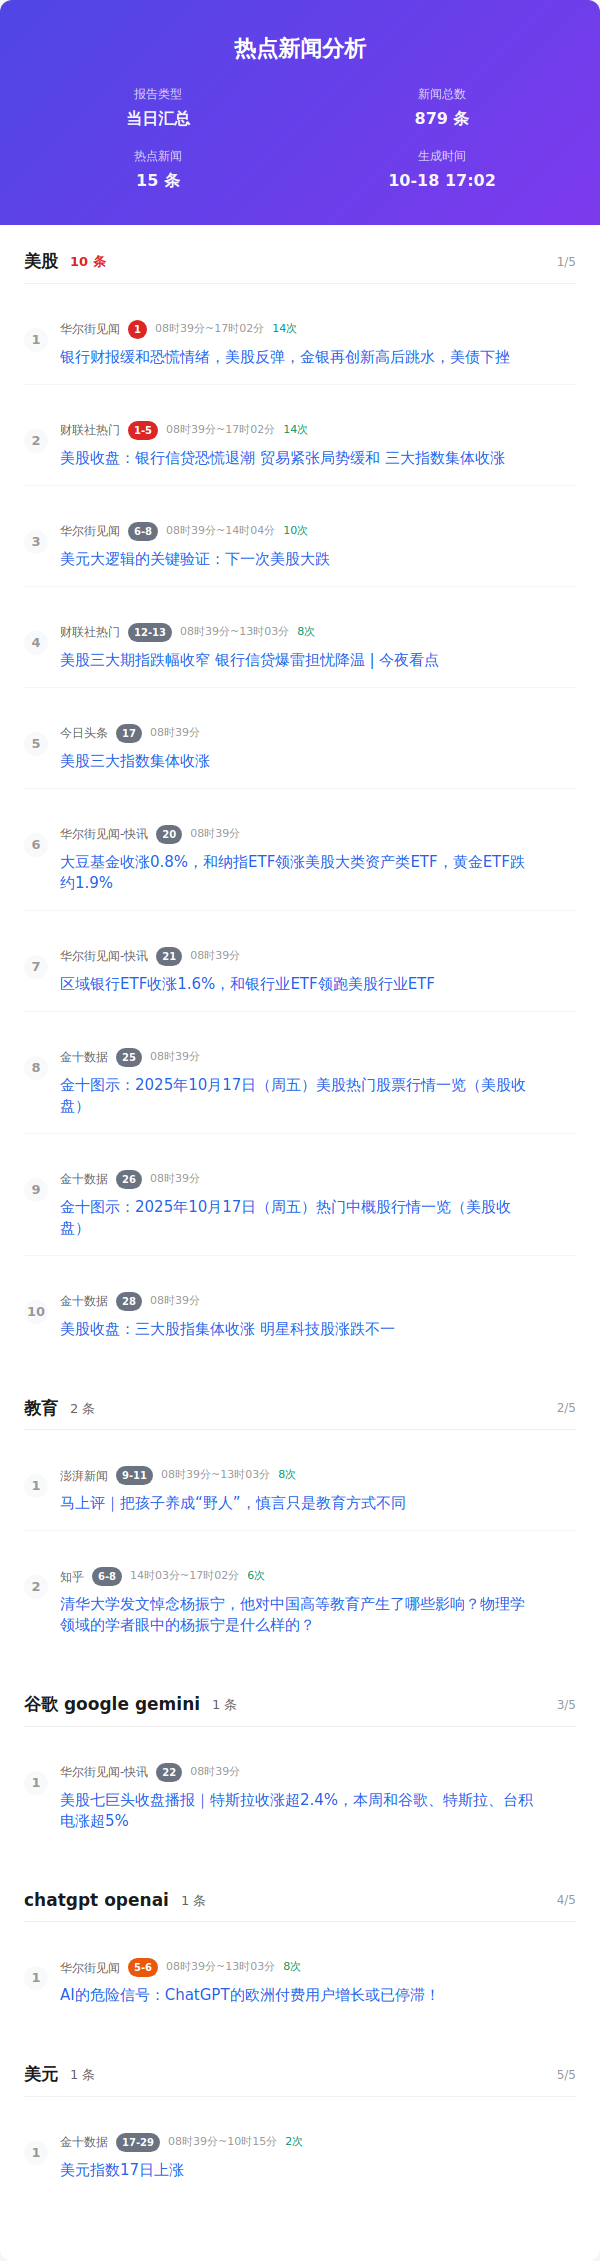 热点新闻分析
报告类型
新闻总数
当日汇总
879 条
热点新闻
生成时间
15 条
10-18 17:02
美股 10 条 1/5
1
华尔街见闻 1 08时39分~17时02分 14次
银行财报缓和恐慌情绪，美股反弹，金银再创新高后跳水，美债下挫
2
财联社热门 1-5 08时39分~17时02分 14次
美股收盘：银行信贷恐慌退潮 贸易紧张局势缓和 三大指数集体收涨
3
华尔街见闻 6-8 08时39分~14时04分 10次
美元大逻辑的关键验证：下一次美股大跌
4
财联社热门 12-13 08时39分~13时03分 8次
美股三大期指跌幅收窄 银行信贷爆雷担忧降温 | 今夜看点
5
今日头条 17 08时39分
美股三大指数集体收涨
6
华尔街见闻-快讯 20 08时39分
大豆基金收涨0.8%，和纳指ETF领涨美股大类资产类ETF，黄金ETF跌
约1.9%
7
华尔街见闻-快讯 21 08时39分
区域银行ETF收涨1.6%，和银行业ETF领跑美股行业ETF
8
金十数据 25 08时39分
金十图示：2025年10月17日（周五）美股热门股票行情一览（美股收
盘）
9
金十数据 26 08时39分
金十图示：2025年10月17日（周五）热门中概股行情一览（美股收
盘）
10
金十数据 28 08时39分
美股收盘：三大股指集体收涨 明星科技股涨跌不一
教育 2 条 2/5
1
澎湃新闻 9-11 08时39分~13时03分 8次
马上评｜把孩子养成“野人”，慎言只是教育方式不同
2
知乎 6-8 14时03分~17时02分 6次
清华大学发文悼念杨振宁，他对中国高等教育产生了哪些影响？物理学
领域的学者眼中的杨振宁是什么样的？
谷歌 google gemini 1 条 3/5
1
华尔街见闻-快讯 22 08时39分
美股七巨头收盘播报｜特斯拉收涨超2.4%，本周和谷歌、特斯拉、台积
电涨超5%
chatgpt openai 1 条 4/5
1
华尔街见闻 5-6 08时39分~13时03分 8次
AI的危险信号：ChatGPT的欧洲付费用户增长或已停滞！
美元 1 条 5/5
1
金十数据 17-29 08时39分~10时15分 2次
美元指数17日上涨